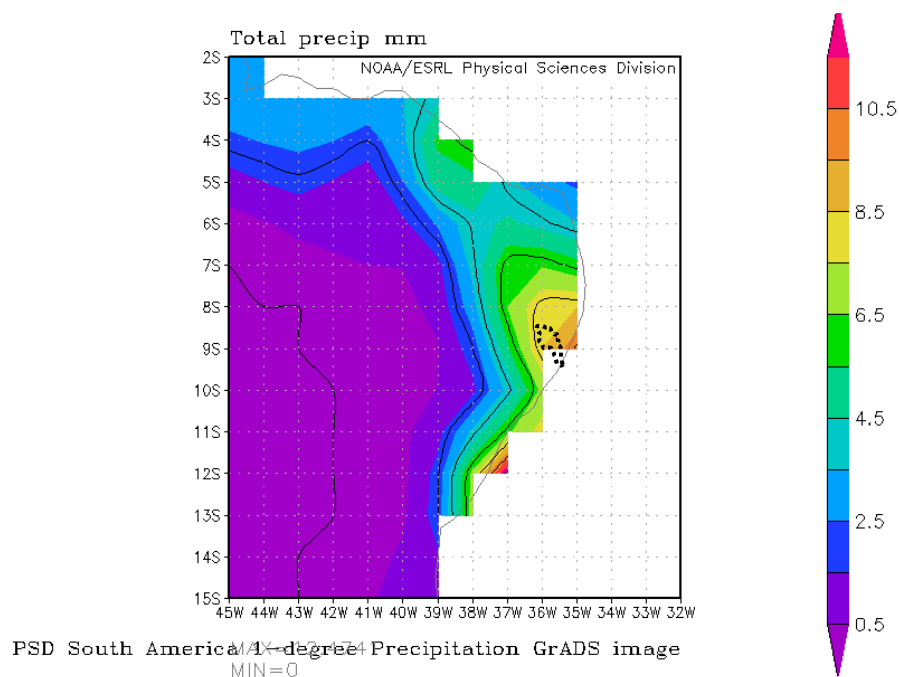 Total precip mm
NOAA/ESRL Physical Sciences Division
2S
3S
4S
5S
6S
7S
8S
9S
10S
11S
12S
13S
14S
15S
45W 44W 43W 42W 41W 40W 39W 38W 37W 36W 35W 34W 33W 32W
10.5
8.5
6.5
4.5
2.5
0.5
PSD South America 1-degree Precipitation GrADS image
MIN=0